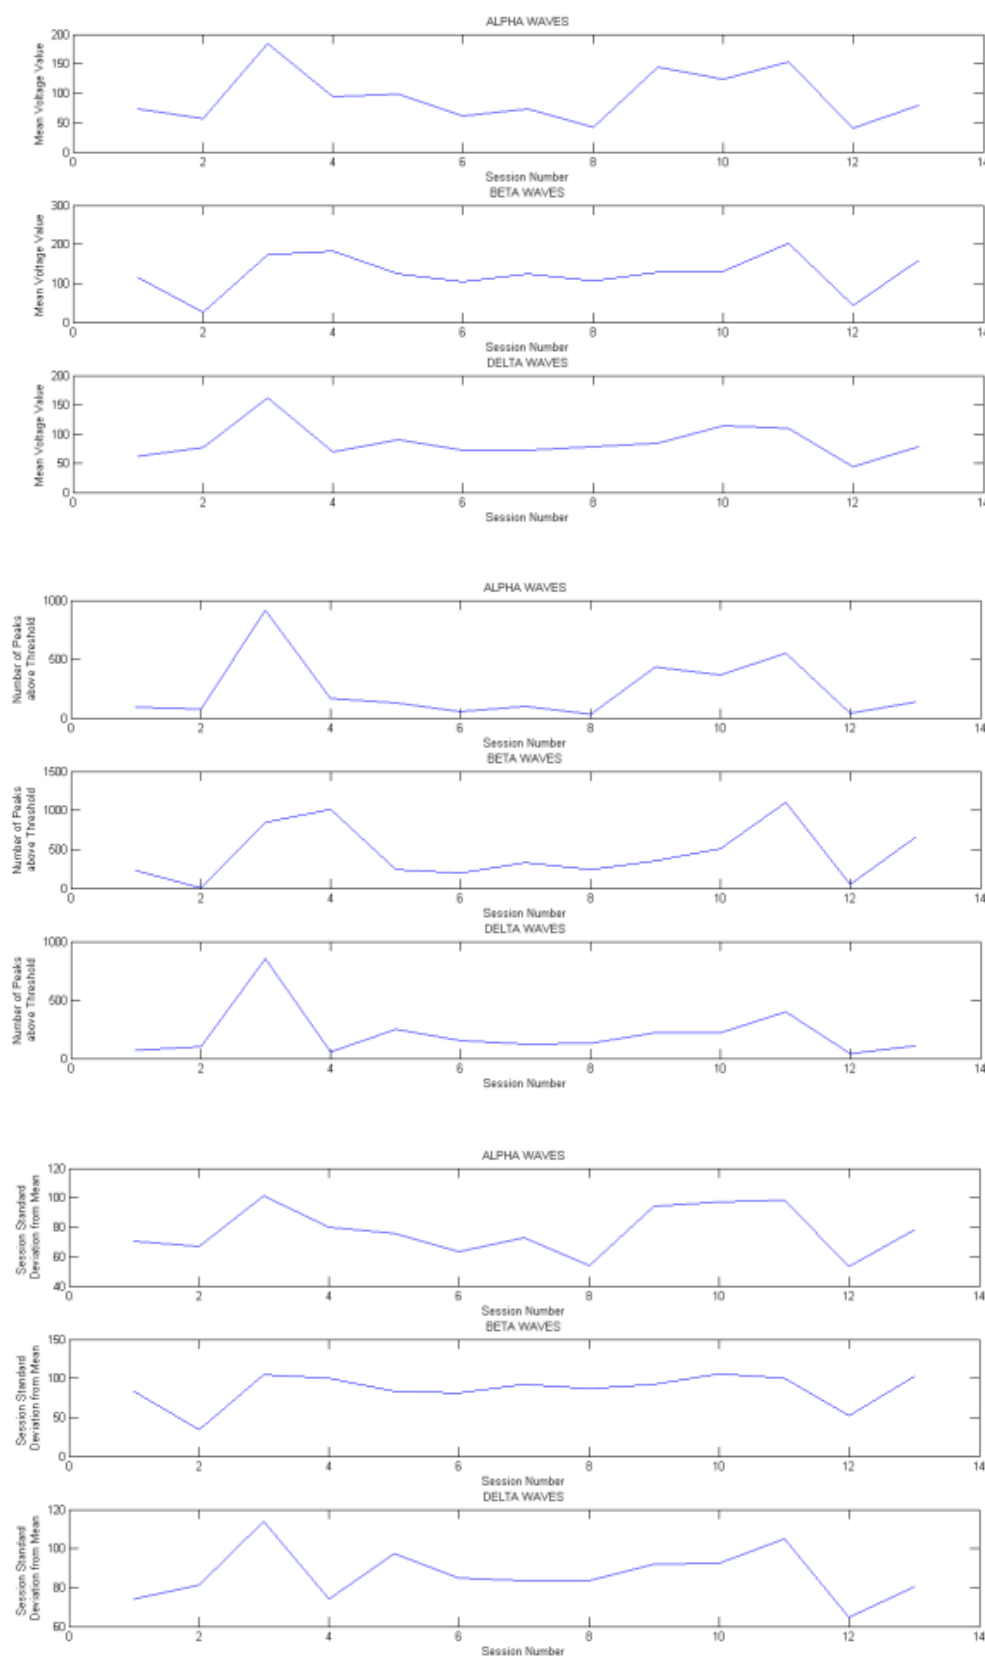 ALPHA WAVES
200
150
100
50
0
Mean Voltage Value
0 2 4 6 8 10 12 14
Session Number
BETA WAVES
300
200
100
0
Mean Voltage Value
0 2 4 6 8 10 12 14
Session Number
DELTA WAVES
200
150
100
50
0
Mean Voltage Value
0 2 4 6 8 10 12 14
Session Number
ALPHA WAVES
1000
500
0
Number of Peaks
above Threshold
0 2 4 6 8 10 12 14
Session Number
BETA WAVES
1500
1000
500
0
Number of Peaks
above Threshold
0 2 4 6 8 10 12 14
Session Number
DELTA WAVES
1000
500
0
Number of Peaks
above Threshold
0 2 4 6 8 10 12 14
Session Number
ALPHA WAVES
120
100
80
60
40
Session Standard
Deviation from Mean
0 2 4 6 8 10 12 14
Session Number
BETA WAVES
150
100
50
0
Session Standard
Deviation from Mean
0 2 4 6 8 10 12 14
Session Number
DELTA WAVES
120
100
80
60
Session Standard
Deviation from Mean
0 2 4 6 8 10 12 14
Session Number